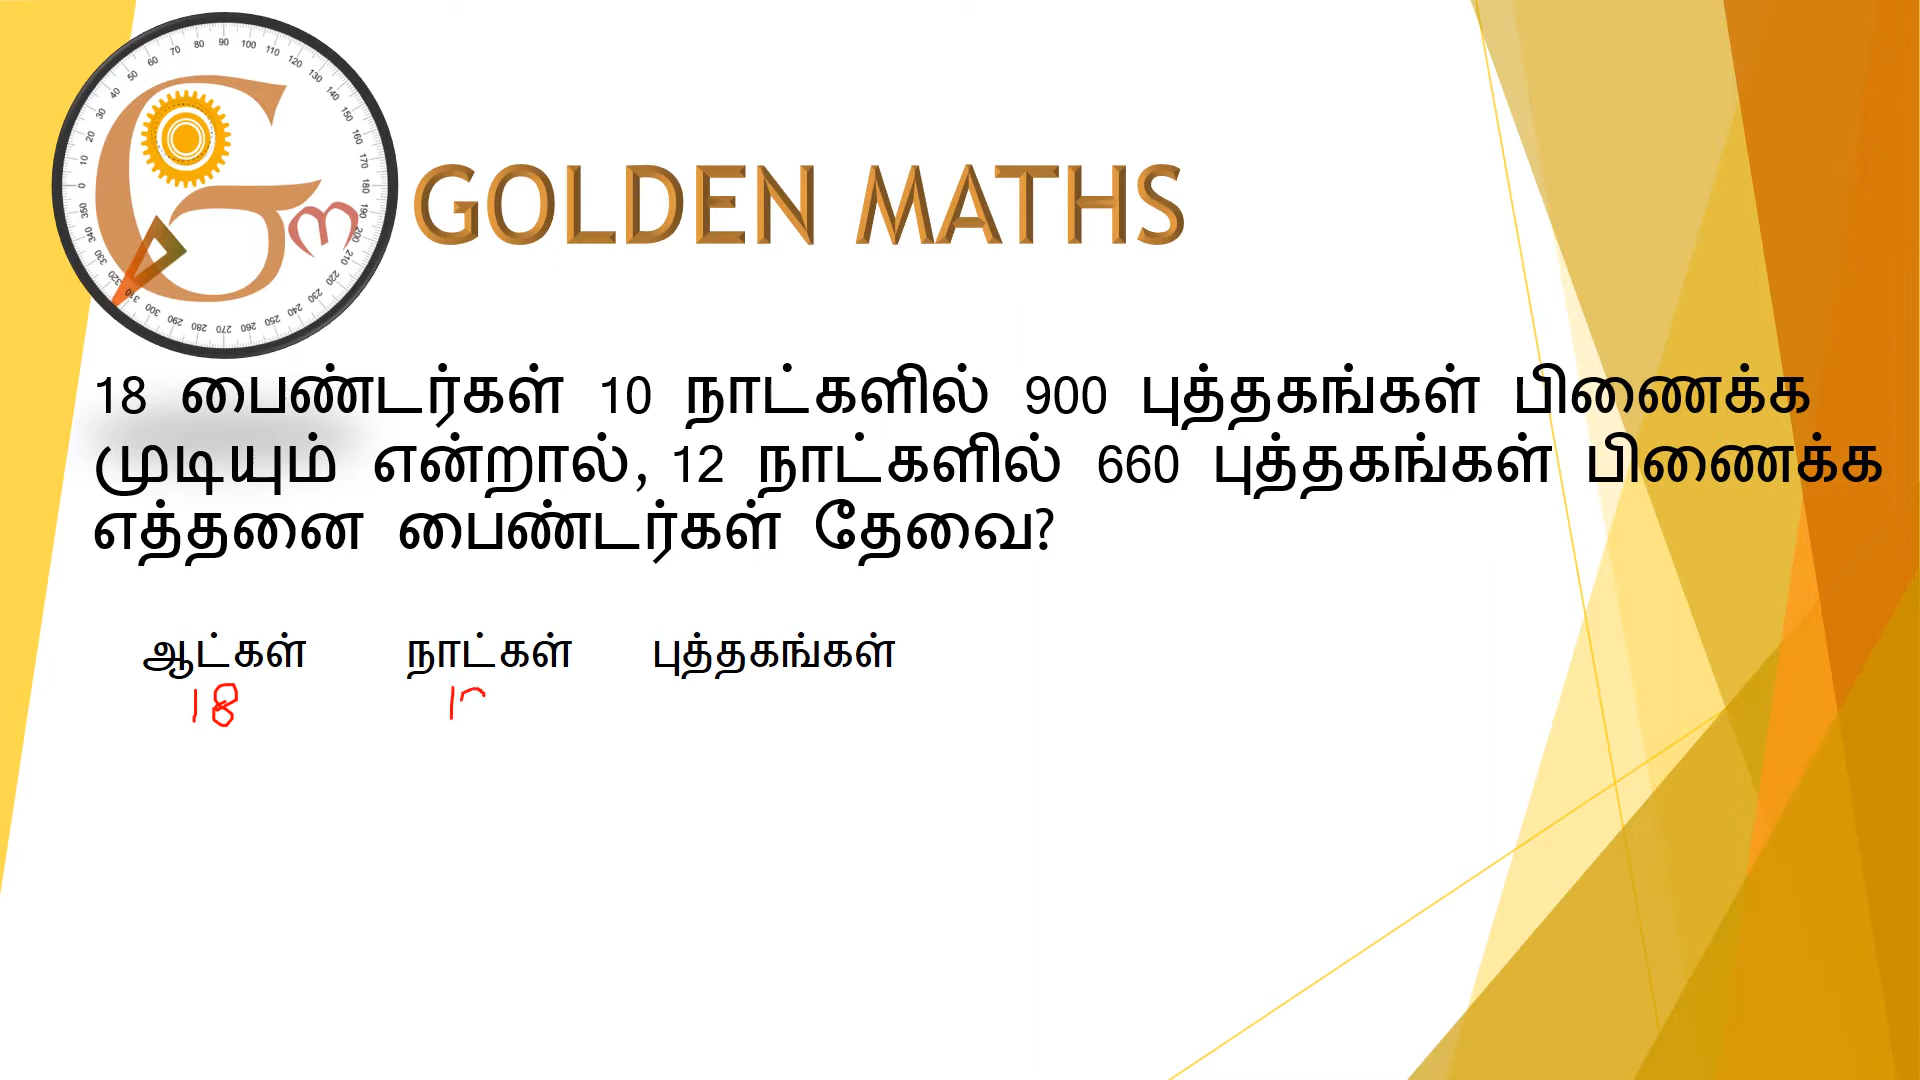 GOLDEN MATHS
18 பைண்டர்கள் 10 நாட்களில் 900 புத்தகங்கள் பிணைக்க
முடியும் என்றால், 12 நாட்களில் 660 புத்தகங்கள் பிணைக்க
எத்தனை பைண்டர்கள் தேவை?
ஆட்கள் நாட்கள் புத்தகங்கள்
18